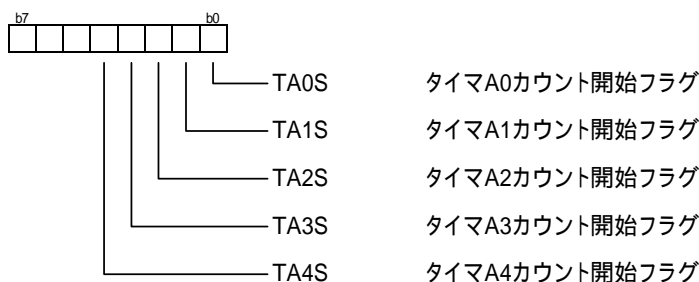 b7 b0
TA0S タイマA0カウント開始フラグ
TA1S タイマA1カウント開始フラグ
TA2S タイマA2カウント開始フラグ
TA3S タイマA3カウント開始フラグ
TA4S タイマA4カウント開始フラグ